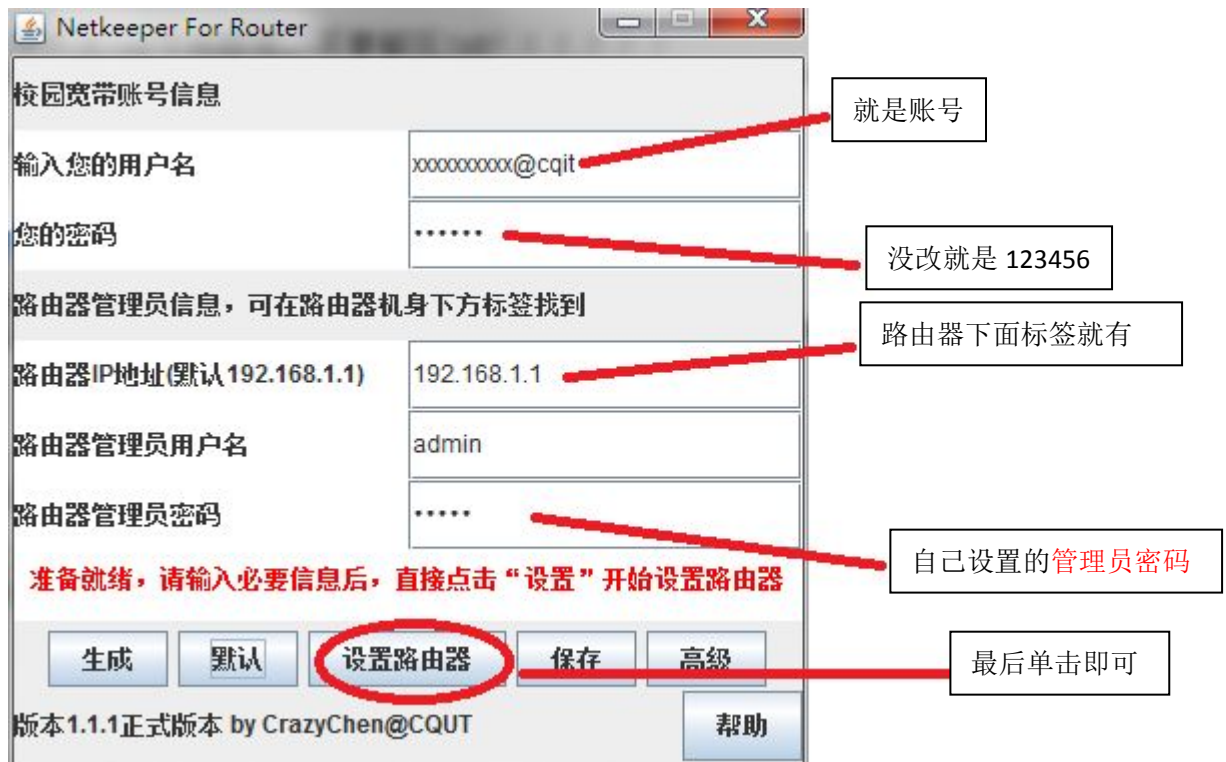 Netkeeper For Router
校园宽带账号信息
就是账号
输入您的用户名
xxxxxxxxxx@cqit
您的密码
••••••
没改就是 123456
路由器管理员信息，可在路由器机身下方标签找到
路由器下面标签就有
路由器IP地址(默认192.168.1.1)
192.168.1.1
路由器管理员用户名
admin
路由器管理员密码
•••••
自己设置的管理员密码
准备就绪，请输入必要信息后，直接点击“设置”开始设置路由器
生成
默认
设置路由器
保存
高级
最后单击即可
版本1.1.1正式版本 by CrazyChen@CQUT
帮助